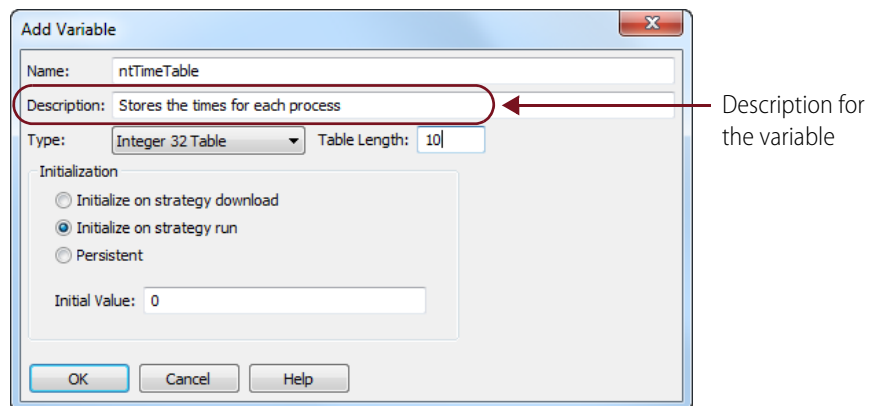 Add Variable
Name: ntTimeTable
Description: Stores the times for each process
Description for
the variable
Type: Integer 32 Table Table Length: 10
Initialization
Initialize on strategy download
Initialize on strategy run
Persistent
Initial Value: 0
OK Cancel Help